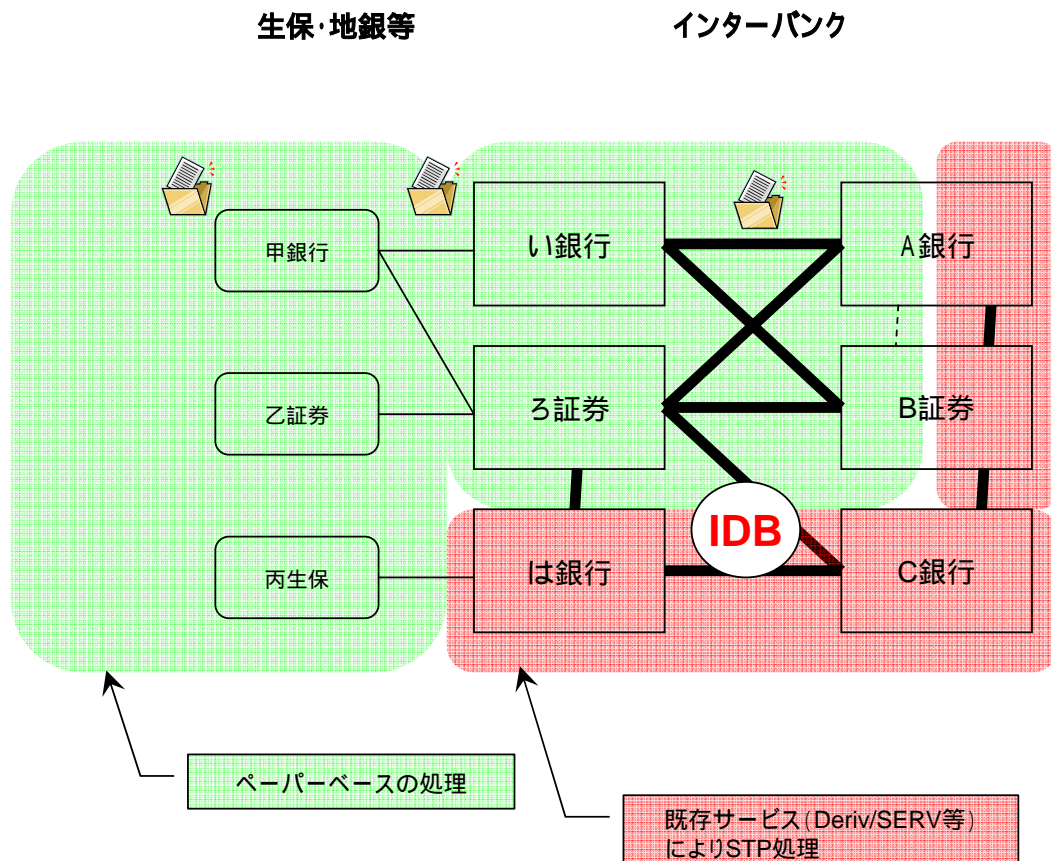 生保・地銀等
インターバンク
甲銀行
い銀行
A銀行
乙証券
ろ証券
B証券
IDB
丙生保
は銀行
C銀行
ペーパーベースの処理
既存サービス(Deriv/SERV等)
によりSTP処理